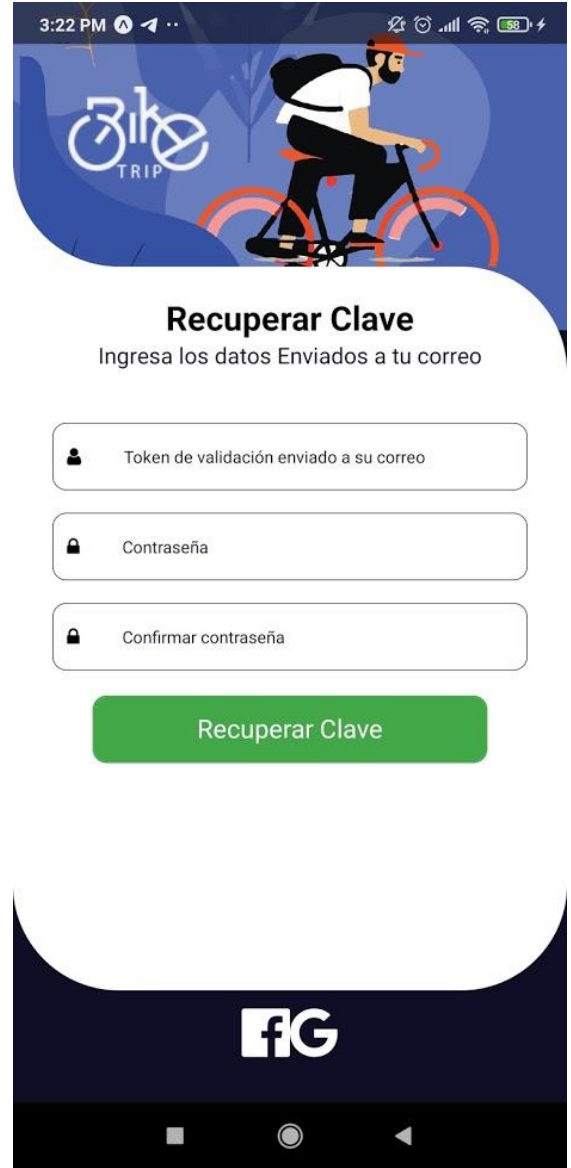 3:22 PM
58
Bike
TRIP
Recuperar Clave
Ingresa los datos Enviados a tu correo
Token de validación enviado a su correo
Contraseña
Confirmar contraseña
Recuperar Clave
f G